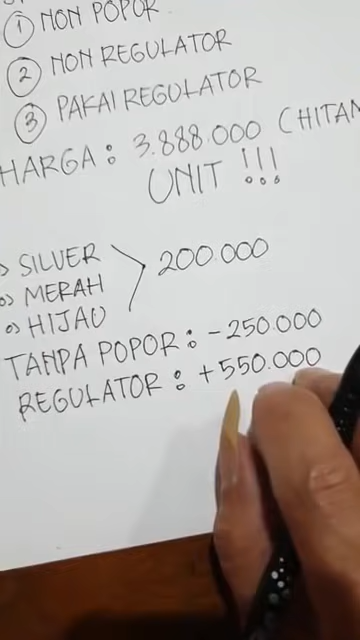 ① NON POPOR
② NON REGULATOR
③ PAKAI REGULATOR
HARGA : 3.888.000 (HITAM
UNIT !!!
SILVER
MERAH
HIJAU
200.000
TANPA POPOR : -250.000
REGULATOR : +550.000